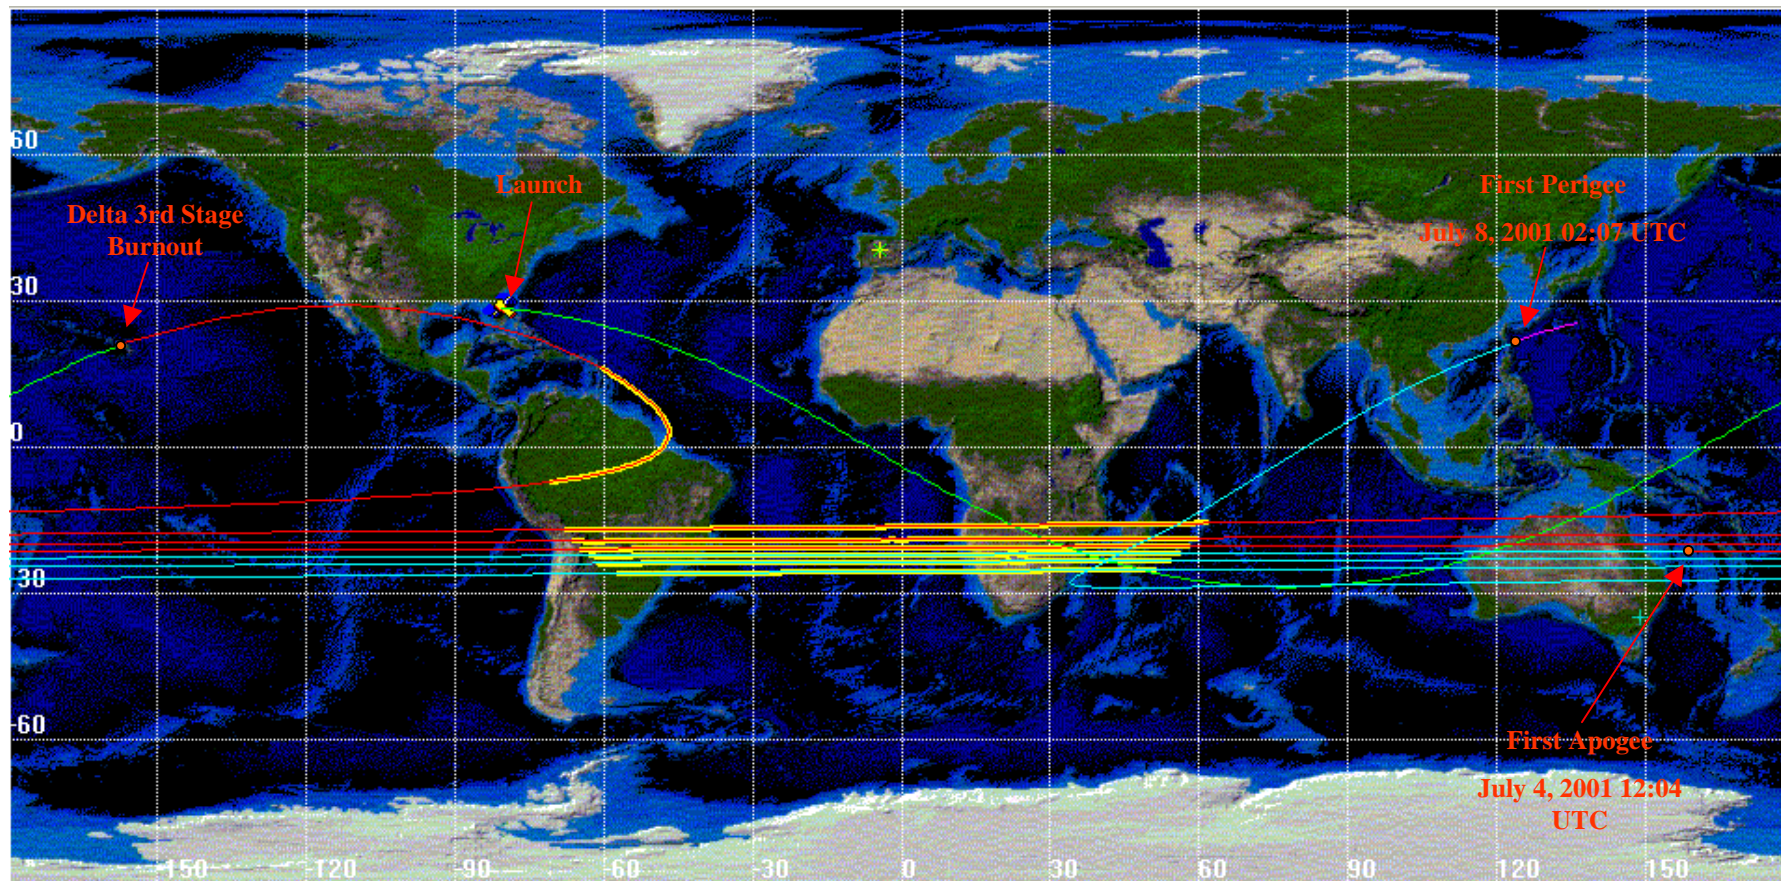 60
Launch
First Perigee
Delta 3rd Stage
Burnout
July 8, 2001 02:07 UTC
30
0
-30
-60
First Apogee
July 4, 2001 12:04
UTC
-150 -120 -90 -60 -30 0 30 60 90 120 150